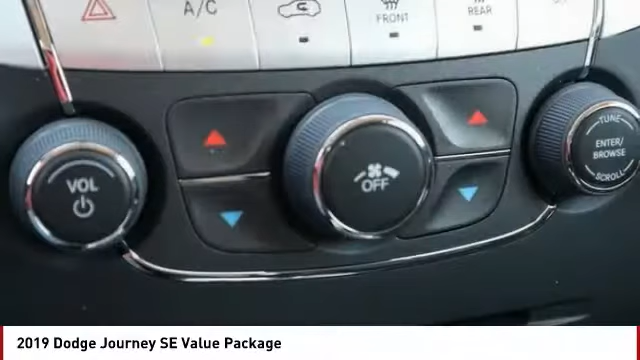 A/C
FRONT
REAR
VOL
OFF
TUNE
ENTER/
BROWSE
SCROLL
2019 Dodge Journey SE Value Package